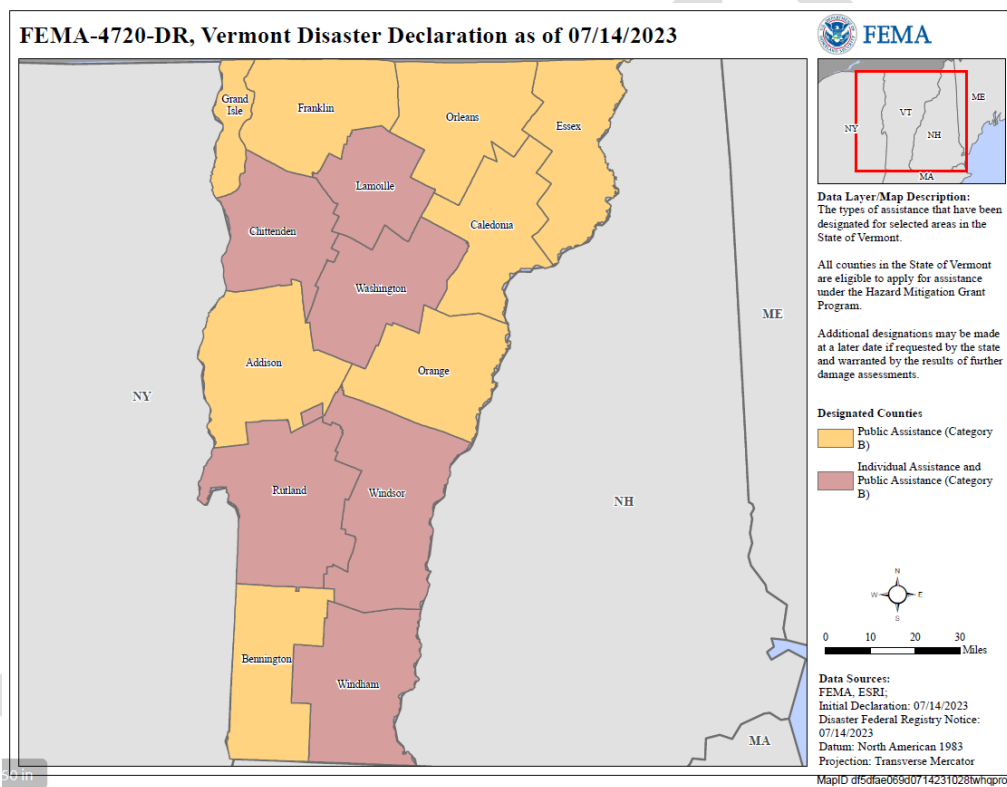 FEMA-4720-DR, Vermont Disaster Declaration as of 07/14/2023
FEMA
Grand
Isle
Franklin
Orleans
Essex
Lamoille
Chittenden
Caledonia
Washington
Addison
Orange
Rutland
Windsor
Bennington
Windham
NY
NH
ME
MA
NY
VT
NH
ME
MA
Data Layer/Map Description:
The types of assistance that have been
designated for selected areas in the
State of Vermont.
All counties in the State of Vermont
are eligible to apply for assistance
under the Hazard Mitigation Grant
Program.
Additional designations may be made
at a later date if requested by the state
and warranted by the results of further
damage assessments.
Designated Counties
Public Assistance (Category
B)
Individual Assistance and
Public Assistance (Category
B)
N
W E
S
0 10 20 30
Miles
Data Sources:
FEMA, ESRI;
Initial Declaration: 07/14/2023
Disaster Federal Registry Notice:
07/14/2023
Datum: North American 1983
Projection: Transverse Mercator
MapID df5dfae069d0714231028twhqpro
50 in